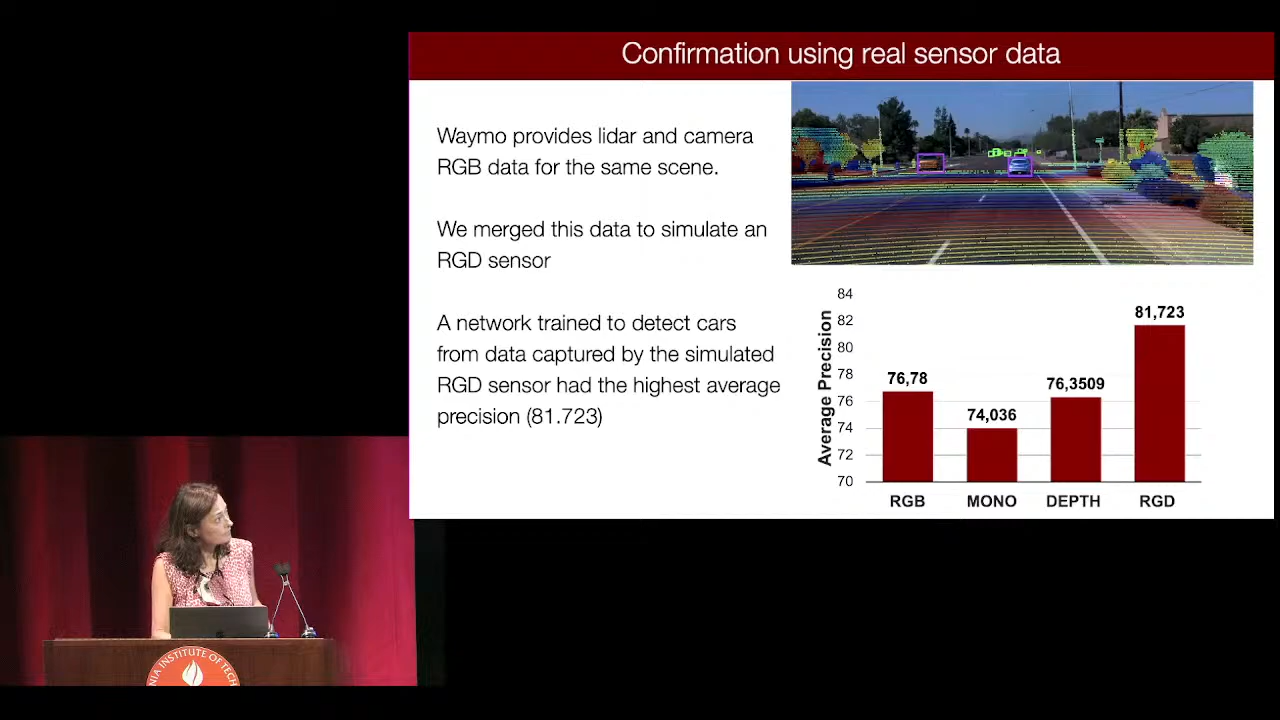 Confirmation using real sensor data
Waymo provides lidar and camera
RGB data for the same scene.
We merged this data to simulate an
RGD sensor
A network trained to detect cars
from data captured by the simulated
RGD sensor had the highest average
precision (81.723)
Average Precision
84
82
80
78
76
74
72
70
76,78
74,036
76,3509
81,723
RGB
MONO
DEPTH
RGD
NIA INSTITUTE OF TECH